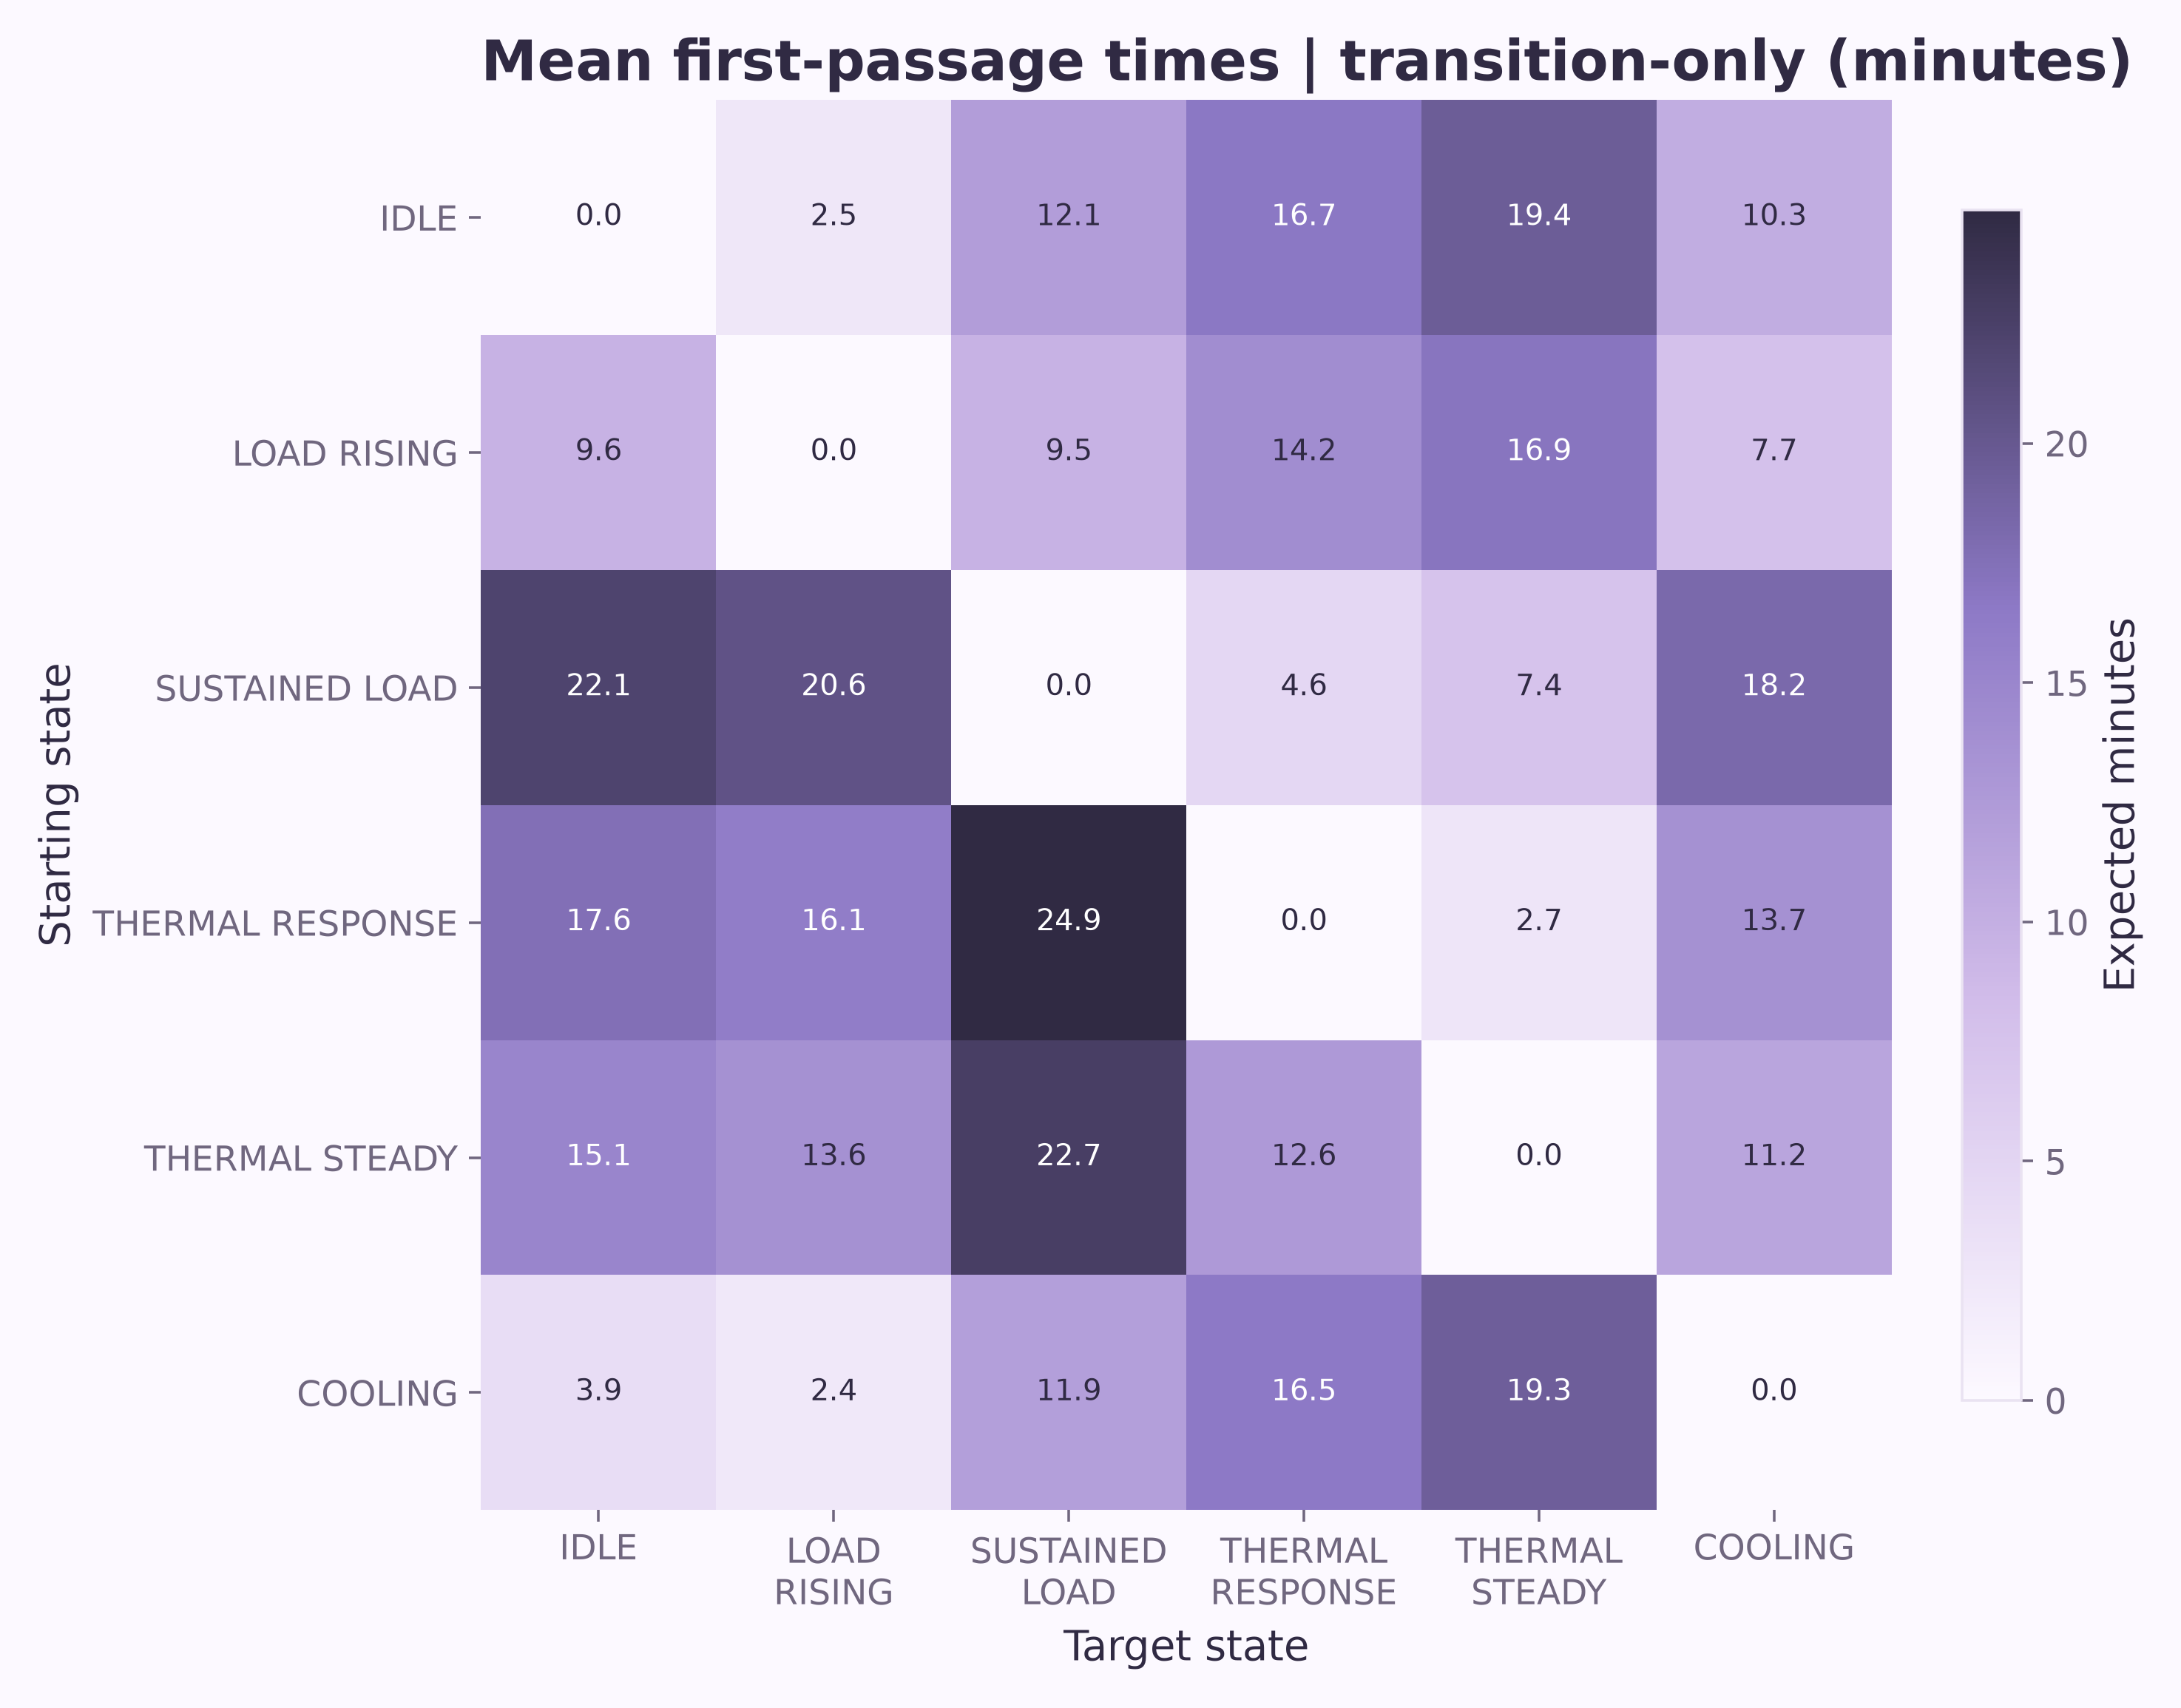 Mean first-passage times | transition-only (minutes)
IDLE
0.0 2.5 12.1 16.7 19.4 10.3
LOAD RISING
9.6 0.0 9.5 14.2 16.9 7.7
SUSTAINED LOAD
22.1 20.6 0.0 4.6 7.4 18.2
THERMAL RESPONSE
17.6 16.1 24.9 0.0 2.7 13.7
THERMAL STEADY
15.1 13.6 22.7 12.6 0.0 11.2
COOLING
3.9 2.4 11.9 16.5 19.3 0.0
Starting state
IDLE
LOAD
RISING
SUSTAINED
LOAD
THERMAL
RESPONSE
THERMAL
STEADY
COOLING
Target state
20
15
10
5
0
Expected minutes